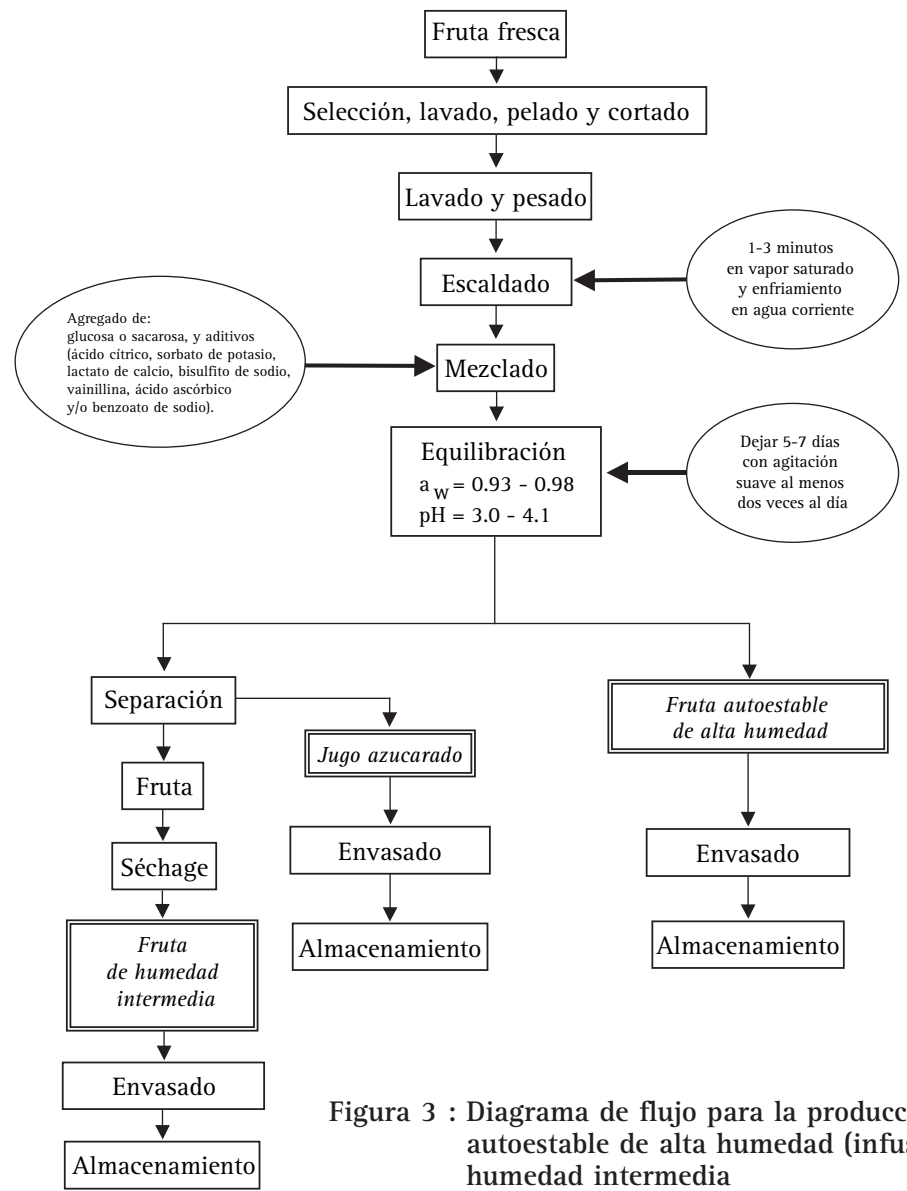 Fruta fresca
Selección, lavado, pelado y cortado
Lavado y pesado
1-3 minutos
en vapor saturado
y enfriamiento
en agua corriente
Escaldado
Agregado de:
glucosa o sacarosa, y aditivos
(ácido cítrico, sorbato de potasio,
lactato de calcio, bisulfito de sodio,
vainillina, ácido ascórbico
y/o benzoato de sodio).
Mezclado
Equilibración
aw = 0.93 - 0.98
pH = 3.0 - 4.1
Dejar 5-7 días
con agitación
suave al menos
dos veces al día
Separación
Fruta
Séchage
Fruta
de humedad
intermedia
Envasado
Almacenamiento
Jugo azucarado
Envasado
Almacenamiento
Fruta autoestable
de alta humedad
Envasado
Almacenamiento
Figura 3 : Diagrama de flujo para la producc
autoestable de alta humedad (infus
humedad intermedia